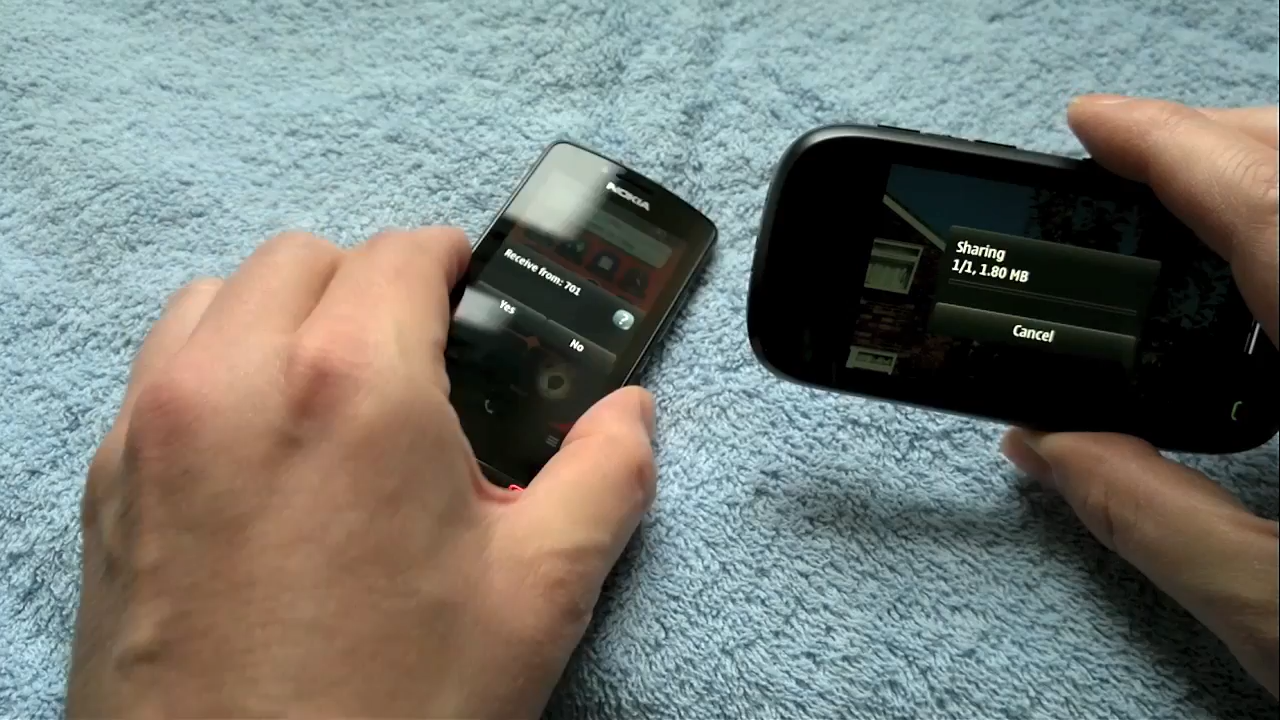 NOKIA
Receive from: 701
Yes
No
Sharing
1/1, 1.80 MB
Cancel